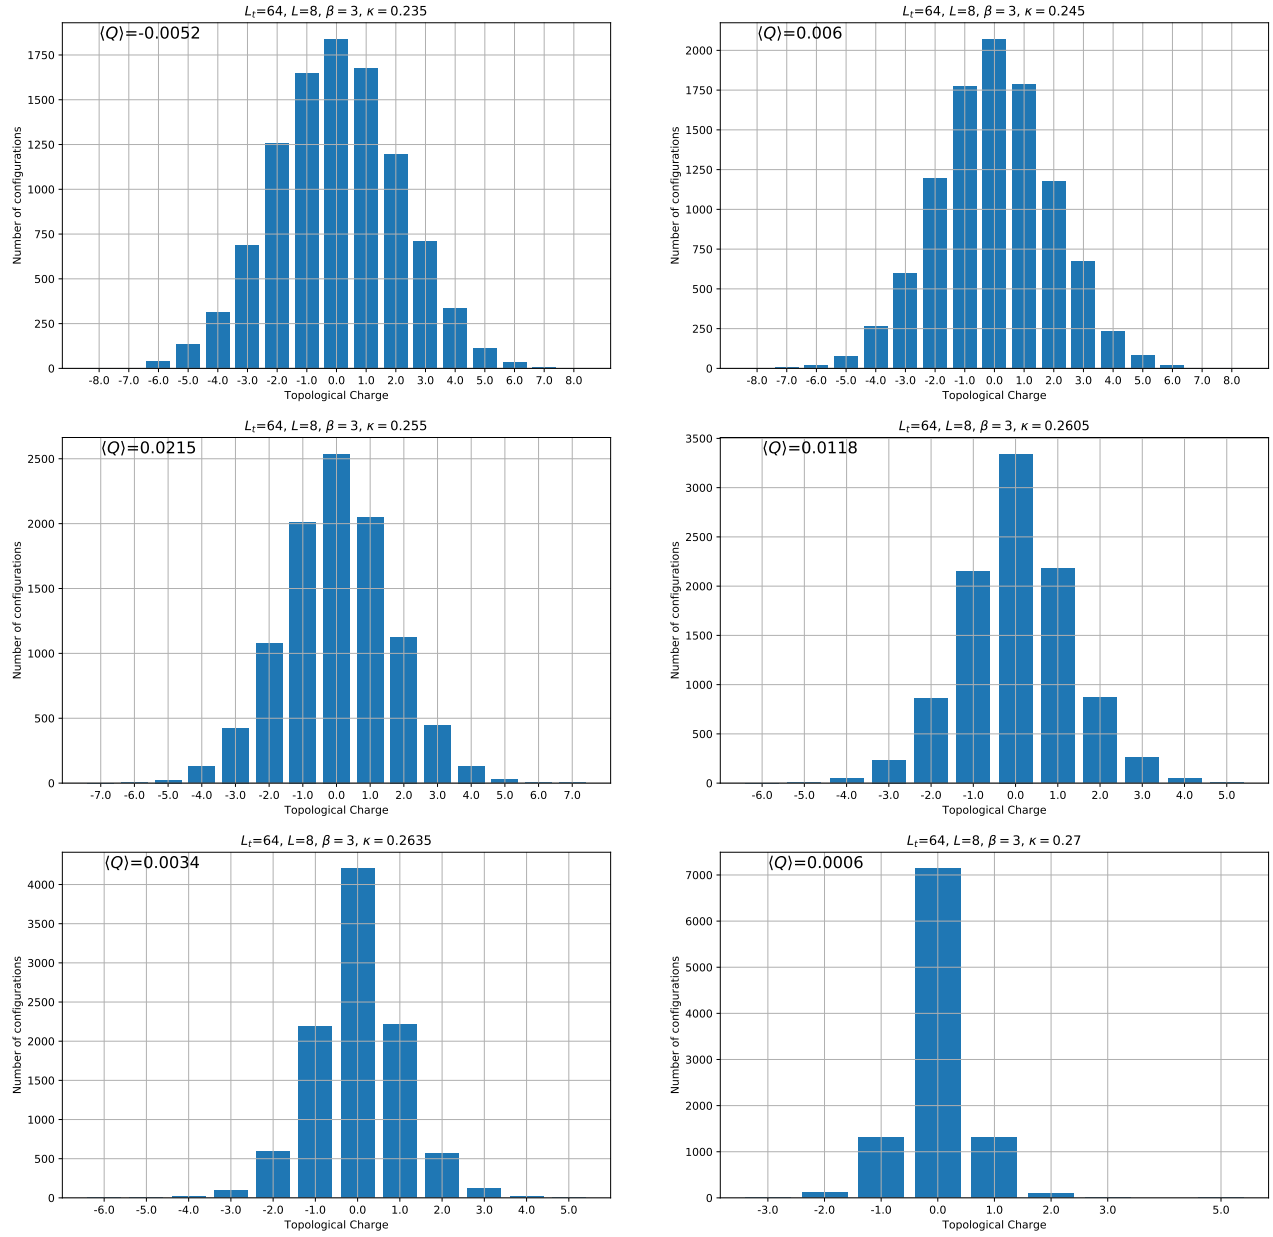 L_t=64, L=8, β = 3, κ = 0.235
⟨Q⟩=-0.0052
Number of configurations
1750
1500
1250
1000
750
500
250
0
-8.0 -7.0 -6.0 -5.0 -4.0 -3.0 -2.0 -1.0 0.0 1.0 2.0 3.0 4.0 5.0 6.0 7.0 8.0
Topological Charge
L_t=64, L=8, β = 3, κ = 0.245
⟨Q⟩=0.006
Number of configurations
2000
1750
1500
1250
1000
750
500
250
0
-8.0 -7.0 -6.0 -5.0 -4.0 -3.0 -2.0 -1.0 0.0 1.0 2.0 3.0 4.0 5.0 6.0 7.0 8.0
Topological Charge
L_t=64, L=8, β = 3, κ = 0.255
⟨Q⟩=0.0215
Number of configurations
2500
2000
1500
1000
500
0
-7.0 -6.0 -5.0 -4.0 -3.0 -2.0 -1.0 0.0 1.0 2.0 3.0 4.0 5.0 6.0 7.0
Topological Charge
L_t=64, L=8, β = 3, κ = 0.2605
⟨Q⟩=0.0118
Number of configurations
3500
3000
2500
2000
1500
1000
500
0
-6.0 -5.0 -4.0 -3.0 -2.0 -1.0 0.0 1.0 2.0 3.0 4.0 5.0
Topological Charge
L_t=64, L=8, β = 3, κ = 0.2635
⟨Q⟩=0.0034
Number of configurations
4000
3500
3000
2500
2000
1500
1000
500
0
-6.0 -5.0 -4.0 -3.0 -2.0 -1.0 0.0 1.0 2.0 3.0 4.0 5.0
Topological Charge
L_t=64, L=8, β = 3, κ = 0.27
⟨Q⟩=0.0006
Number of configurations
7000
6000
5000
4000
3000
2000
1000
0
-3.0 -2.0 -1.0 0.0 1.0 2.0 3.0 5.0
Topological Charge